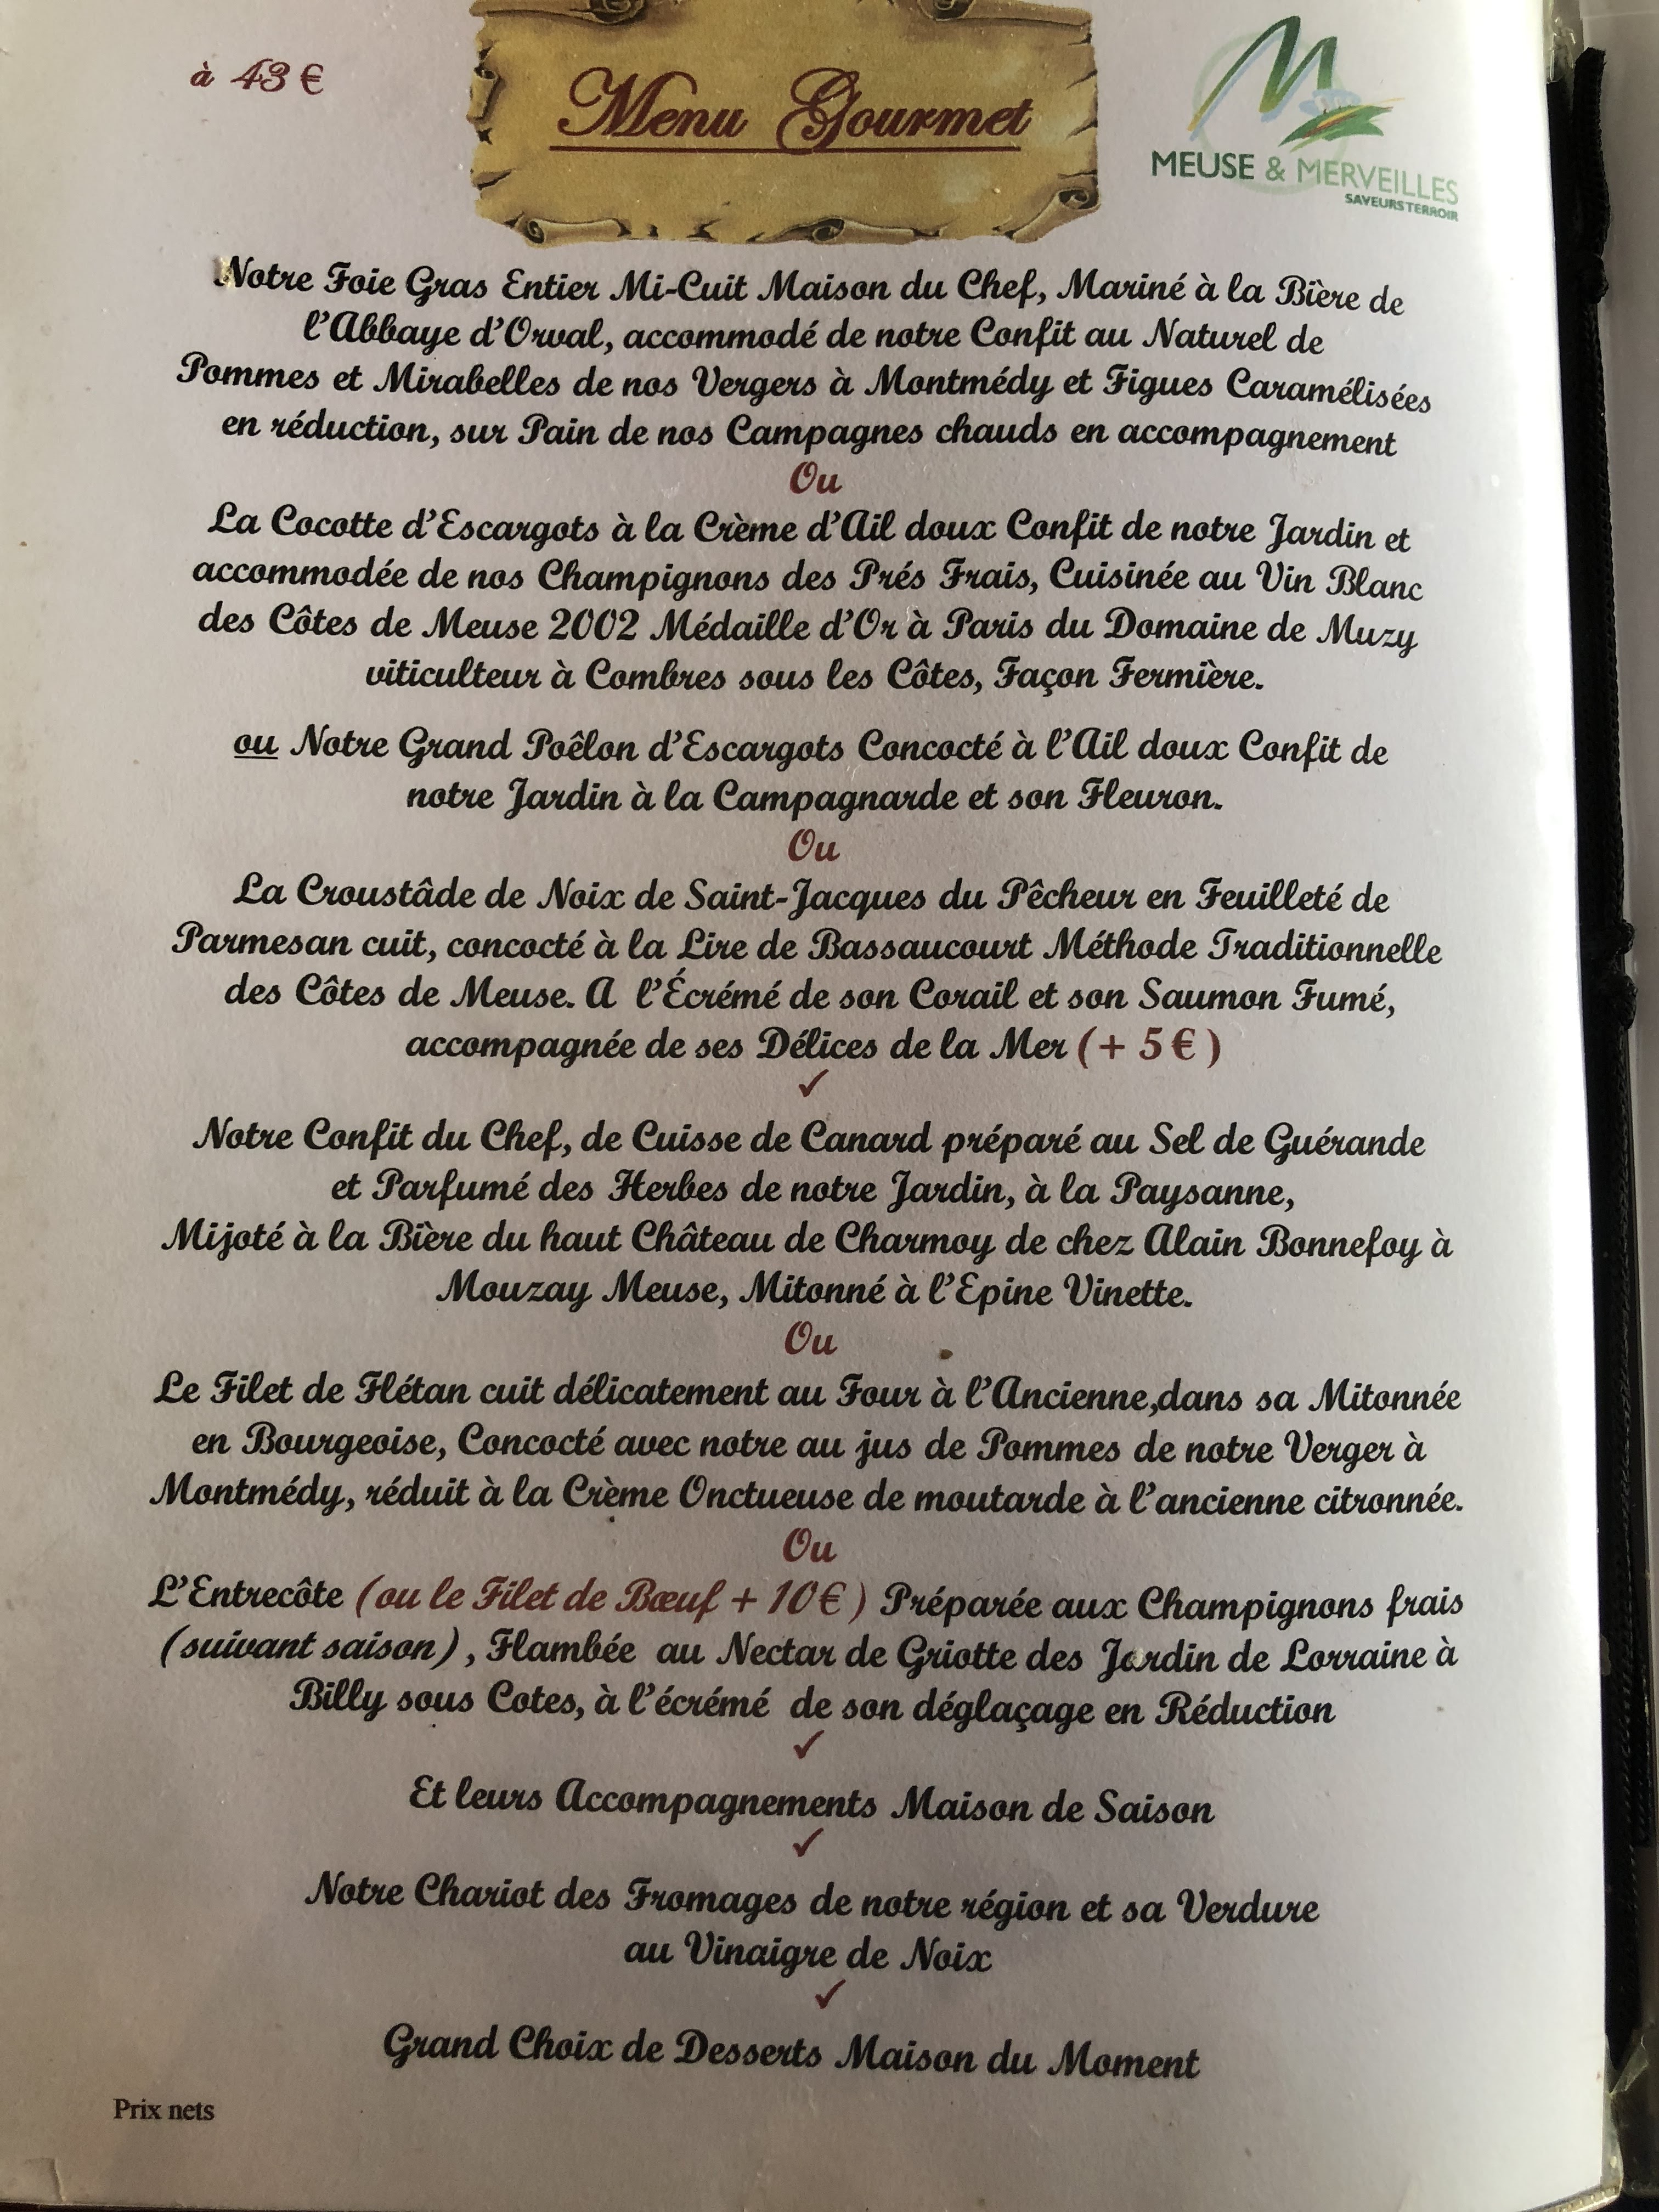 à 43 €
Menu Gourmet
MEUSE & MERVEILLES
SAVEURS TERROIR
Notre Foie Gras Entier Mi-Cuit Maison du Chef, Mariné à la Bière de
l'Abbaye d'Orval, accommodé de notre Confit au Naturel de
Pommes et Mirabelles de nos Vergers à Montmédy et Figues Caramélisées
en réduction, sur Pain de nos Campagnes chauds en accompagnement
Ou
La Cocotte d'Escargots à la Crème d'Ail doux Confit de notre Jardin et
accommodée de nos Champignons des Prés Frais, Cuisinée au Vin Blanc
des Côtes de Meuse 2002 Médaille d'Or à Paris du Domaine de Muzy
viticulteur à Combres sous les Côtes, Façon Fermière.
ou Notre Grand Poêlon d'Escargots Concocté à l'Ail doux Confit de
notre Jardin à la Campagnarde et son Fleuron.
Ou
La Croustâde de Noix de Saint-Jacques du Pêcheur en Feuilleté de
Parmesan cuit, concocté à la Lire de Bassaucourt Méthode Traditionnelle
des Côtes de Meuse. A l'Écrémé de son Corail et son Saumon Fumé,
accompagnée de ses Délices de la Mer (+ 5 € )
✓
Notre Confit du Chef, de Cuisse de Canard préparé au Sel de Guérande
et Parfumé des Herbes de notre Jardin, à la Paysanne,
Mijoté à la Bière du haut Château de Charmoy de chez Alain Bonnefoy à
Mouzay Meuse, Mitonné à l'Epine Vinette.
Ou
Le Filet de Flétan cuit délicatement au Four à l'Ancienne,dans sa Mitonnée
en Bourgeoise, Concocté avec notre au jus de Pommes de notre Verger à
Montmédy, réduit à la Crème Onctueuse de moutarde à l'ancienne citronnée.
Ou
L'Entrecôte (ou le Filet de Bœuf + 10 € ) Préparée aux Champignons frais
(suivant saison) , Flambée au Nectar de Griotte des Jardin de Lorraine à
Billy sous Cotes, à l'écrémé de son déglaçage en Réduction
✓
Et leurs Accompagnements Maison de Saison
✓
Notre Chariot des Fromages de notre région et sa Verdure
au Vinaigre de Noix
✓
Grand Choix de Desserts Maison du Moment
Prix nets